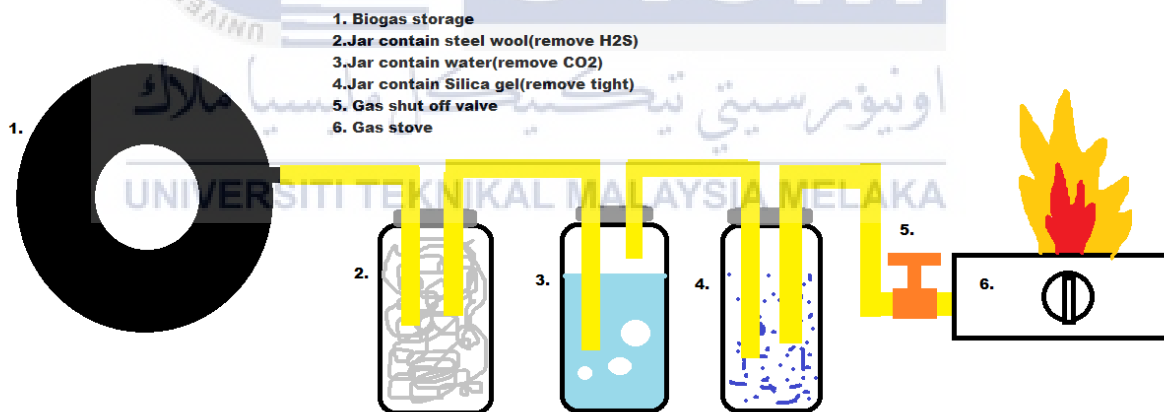 1. Biogas storage
2.Jar contain steel wool(remove H2S)
3.Jar contain water(remove CO2)
4.Jar contain Silica gel(remove tight)
5. Gas shut off valve
6. Gas stove
اونيۏرسيتي تيكنيكل مليسيا ملاك
UNIVERSITI TEKNIKAL MALAYSIA MELAKA
1.
2.
3.
4.
5.
6.